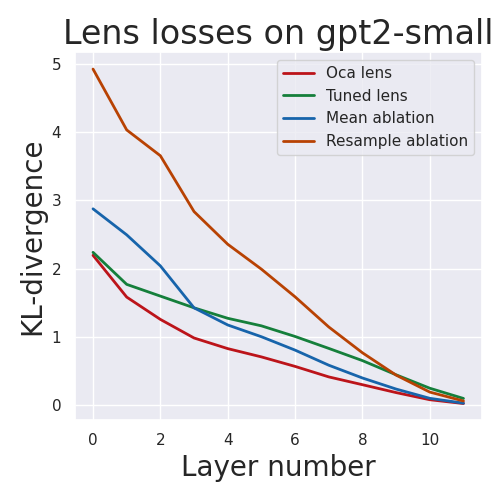 Lens losses on gpt2-small
Oca lens
Tuned lens
Mean ablation
Resample ablation
KL-divergence
5
4
3
2
1
0
0 2 4 6 8 10
Layer number